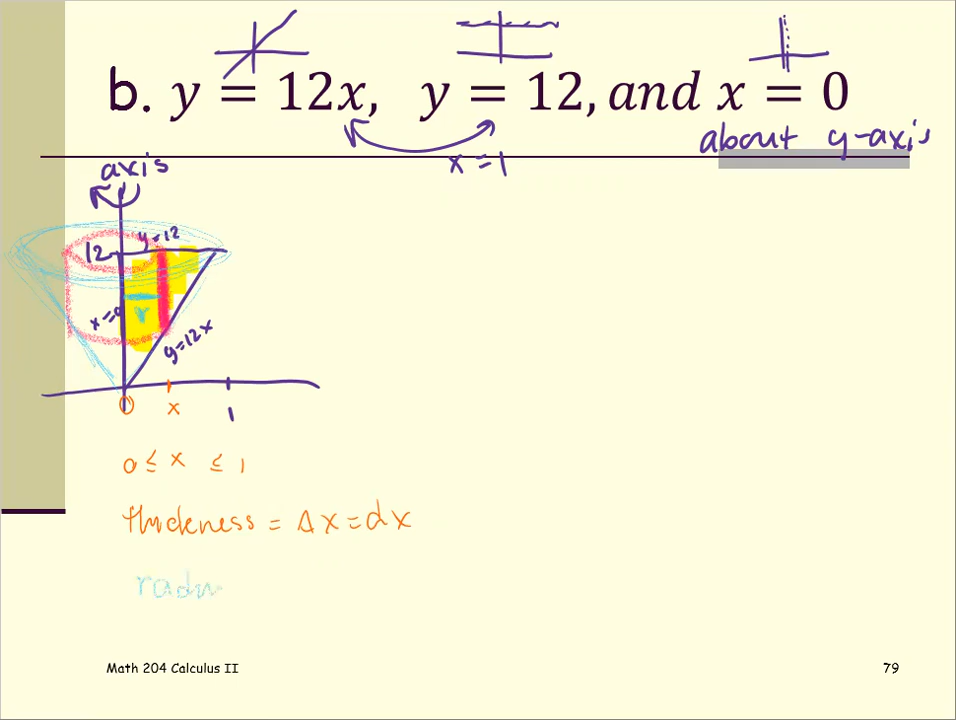 b. y = 12x, y = 12, and x = 0
about y-axis
x = 1
axis
12
y=12
x=0
r
y=12x
0 x 1
0 ≤ x ≤ 1
thickness = Δx = dx
radiu
Math 204 Calculus II
79